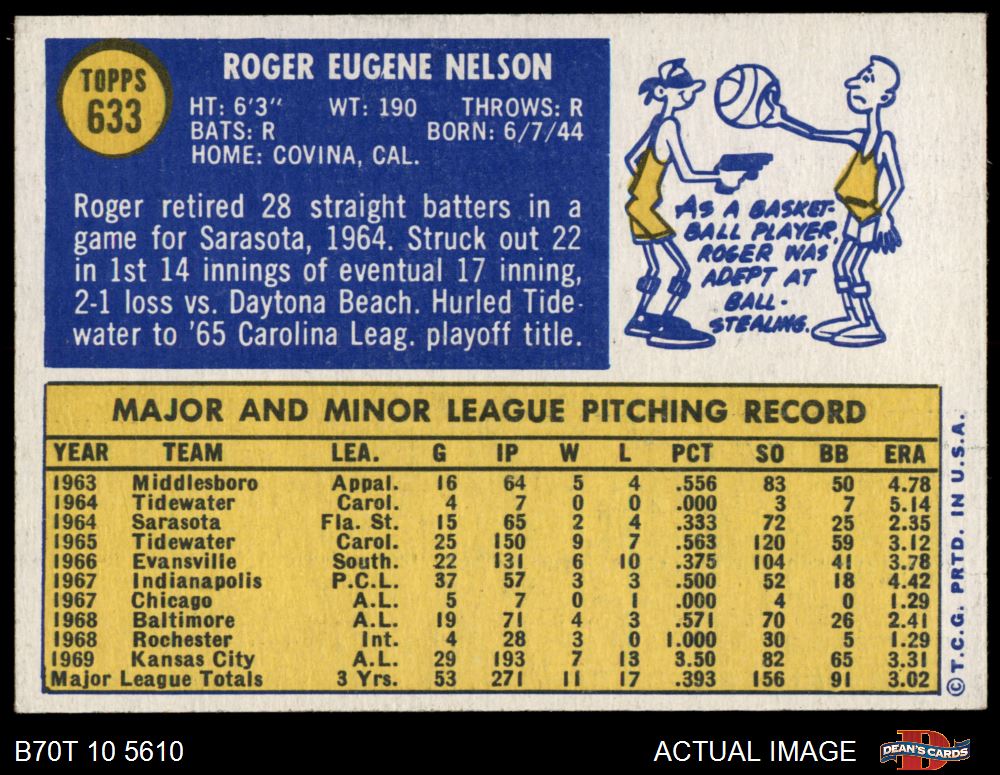 TOPPS
633
ROGER EUGENE NELSON
HT: 6'3" WT: 190 THROWS: R
BATS: R BORN: 6/7/44
HOME: COVINA, CAL.
Roger retired 28 straight batters in a
game for Sarasota, 1964. Struck out 22
in 1st 14 innings of eventual 17 inning,
2-1 loss vs. Daytona Beach. Hurled Tide-
water to '65 Carolina Leag. playoff title.
AS A BASKET-
BALL PLAYER,
ROGER WAS
ADEPT AT
BALL-
STEALING.
MAJOR AND MINOR LEAGUE PITCHING RECORD
YEAR TEAM LEA. G IP W L PCT SO BB ERA
1963 Middlesboro Appal. 16 64 5 4 .556 83 50 4.78
1964 Tidewater Carol. 4 7 0 0 .000 3 7 5.14
1964 Sarasota Fla. St. 15 65 2 4 .333 72 25 2.35
1965 Tidewater Carol. 25 150 9 7 .563 120 59 3.12
1966 Evansville South. 22 131 6 10 .375 104 41 3.78
1967 Indianapolis P.C.L. 37 57 3 3 .500 52 18 4.42
1967 Chicago A.L. 5 7 0 1 .000 4 0 1.29
1968 Baltimore A.L. 19 71 4 3 .571 70 26 2.41
1968 Rochester Int. 4 28 3 0 1.000 30 5 1.29
1969 Kansas City A.L. 29 193 7 13 3.50 82 65 3.31
Major League Totals 3 Yrs. 53 271 11 17 .393 156 91 3.02
© T.C.G. PRTD. IN U.S.A.
B70T 10 5610
ACTUAL IMAGE
DEAN'S CARDS